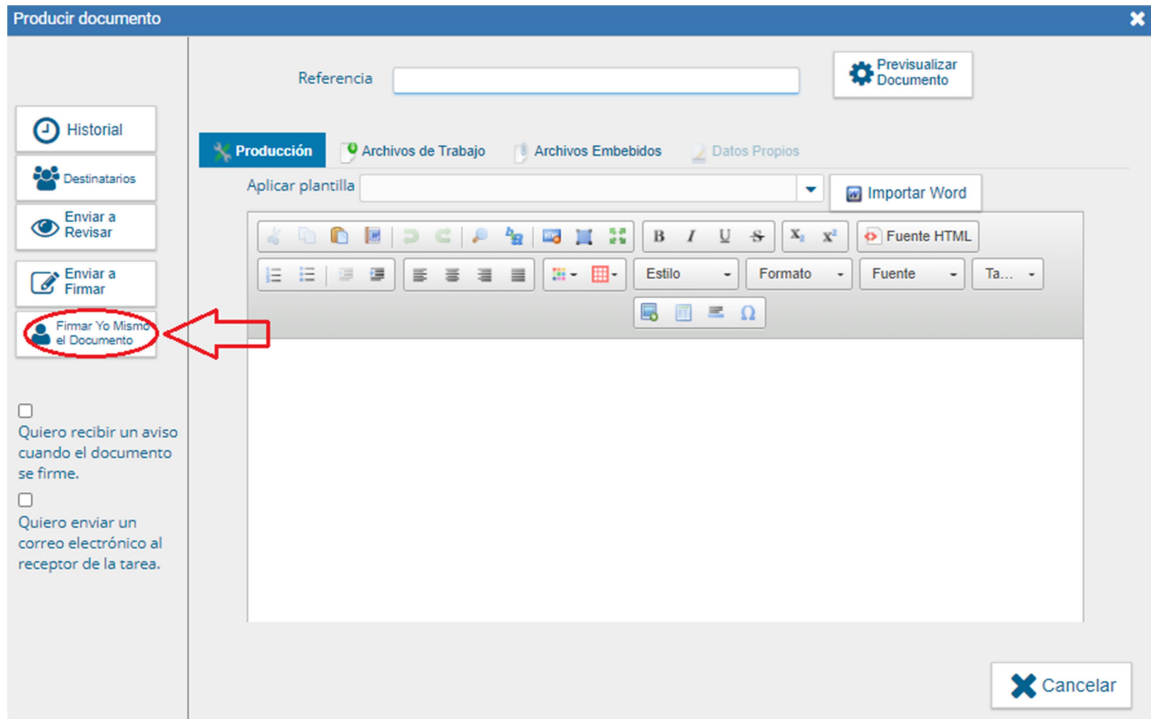 Producir documento
Referencia
Previsualizar
Documento
Historial
Destinatarios
Enviar a
Revisar
Enviar a
Firmar
Firmar Yo Mismo
el Documento
Quiero recibir un aviso
cuando el documento
se firme.
Quiero enviar un
correo electrónico al
receptor de la tarea.
Producción
Archivos de Trabajo
Archivos Embebidos
Datos Propios
Aplicar plantilla
Importar Word
B I U S X₂ X² Fuente HTML
Estilo Formato Fuente Ta...
Ω
Cancelar